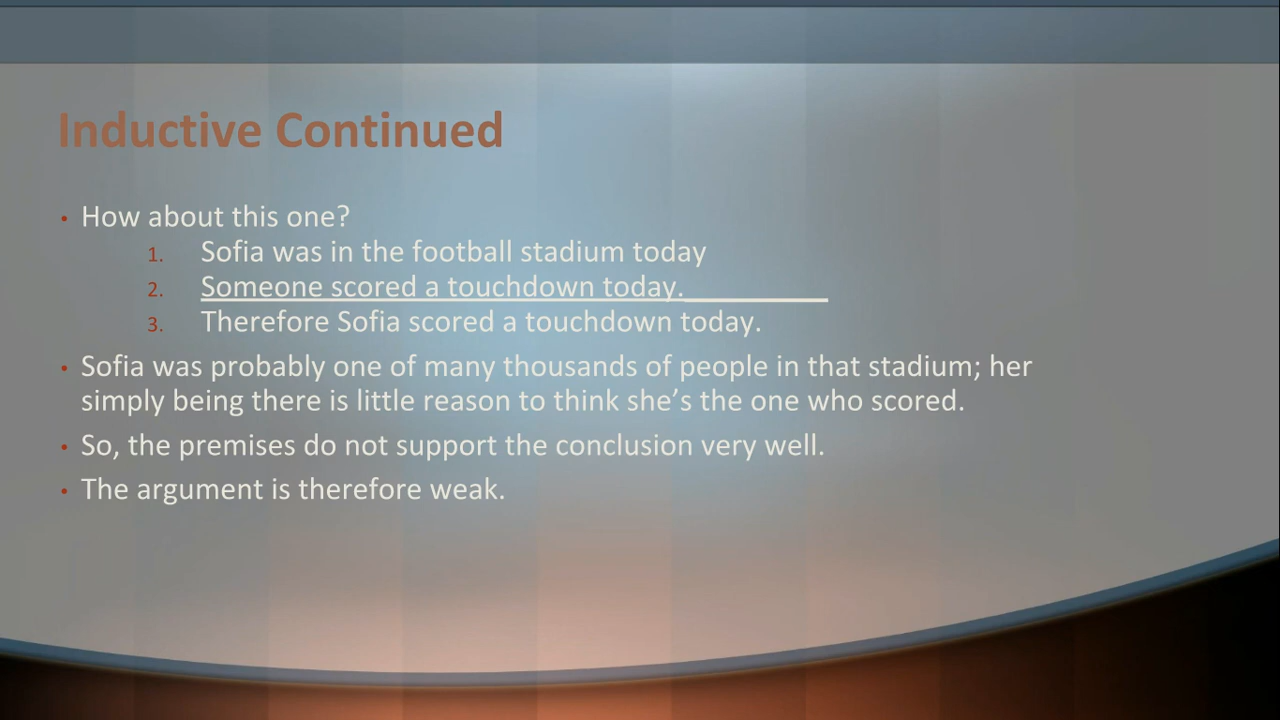 Inductive Continued
• How about this one?
1. Sofia was in the football stadium today
2. Someone scored a touchdown today.
3. Therefore Sofia scored a touchdown today.
• Sofia was probably one of many thousands of people in that stadium; her
simply being there is little reason to think she’s the one who scored.
• So, the premises do not support the conclusion very well.
• The argument is therefore weak.